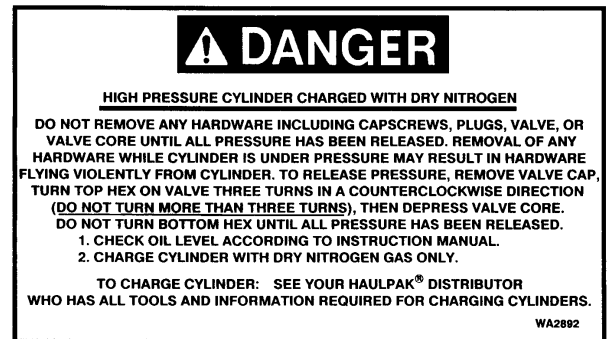 DANGER
HIGH PRESSURE CYLINDER CHARGED WITH DRY NITROGEN
DO NOT REMOVE ANY HARDWARE INCLUDING CAPSCREWS, PLUGS, VALVE, OR
VALVE CORE UNTIL ALL PRESSURE HAS BEEN RELEASED. REMOVAL OF ANY
HARDWARE WHILE CYLINDER IS UNDER PRESSURE MAY RESULT IN HARDWARE
FLYING VIOLENTLY FROM CYLINDER. TO RELEASE PRESSURE, REMOVE VALVE CAP,
TURN TOP HEX ON VALVE THREE TURNS IN A COUNTERCLOCKWISE DIRECTION
(DO NOT TURN MORE THAN THREE TURNS), THEN DEPRESS VALVE CORE.
DO NOT TURN BOTTOM HEX UNTIL ALL PRESSURE HAS BEEN RELEASED.
1. CHECK OIL LEVEL ACCORDING TO INSTRUCTION MANUAL.
2. CHARGE CYLINDER WITH DRY NITROGEN GAS ONLY.
TO CHARGE CYLINDER: SEE YOUR HAULPAK® DISTRIBUTOR
WHO HAS ALL TOOLS AND INFORMATION REQUIRED FOR CHARGING CYLINDERS.
WA2892